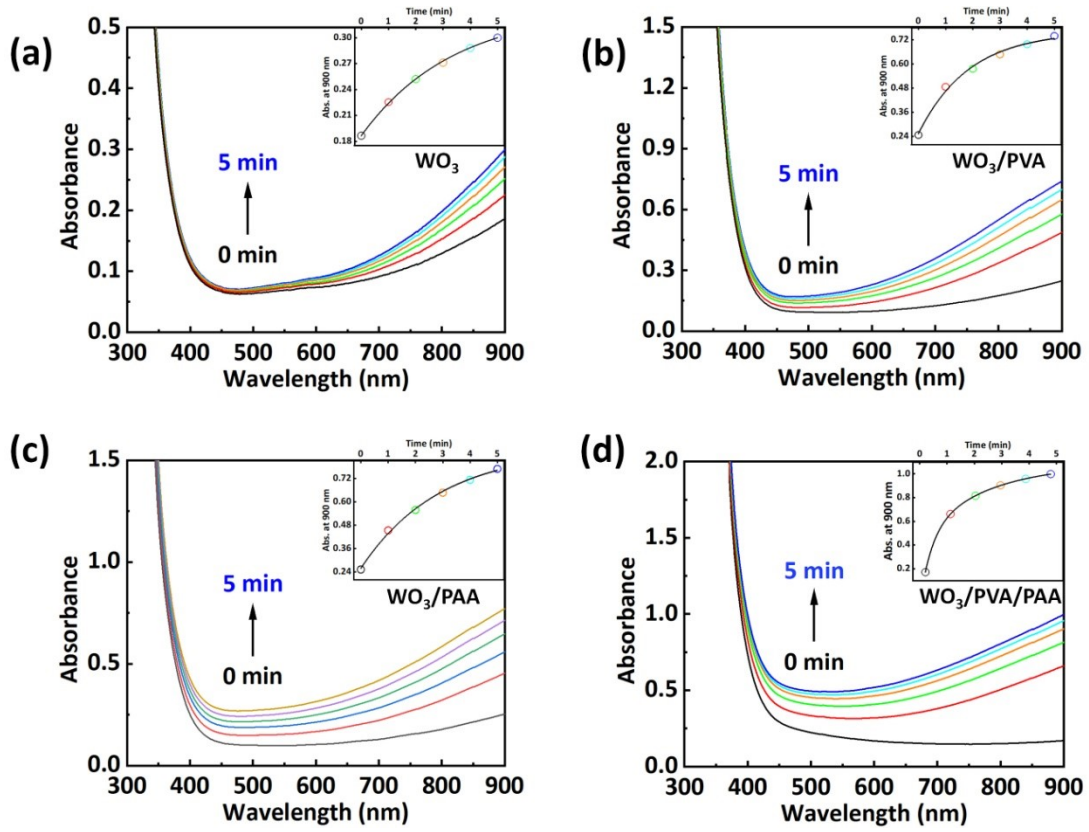 (a)
Absorbance
0.5
0.4
0.3
0.2
0.1
0.0
300 400 500 600 700 800 900
Wavelength (nm)
5 min
0 min
Time (min)
0 1 2 3 4 5
Abs. at 900 nm
0.30
0.27
0.24
0.21
0.18
WO₃
(b)
Absorbance
1.5
1.2
0.9
0.6
0.3
0.0
300 400 500 600 700 800 900
Wavelength (nm)
5 min
0 min
Time (min)
0 1 2 3 4 5
Abs. at 900 nm
0.72
0.60
0.48
0.36
0.24
WO₃/PVA
(c)
Absorbance
1.5
1.0
0.5
0.0
300 400 500 600 700 800 900
Wavelength (nm)
5 min
0 min
Time (min)
0 1 2 3 4 5
Abs. at 900 nm
0.72
0.60
0.48
0.36
0.24
WO₃/PAA
(d)
Absorbance
2.0
1.5
1.0
0.5
0.0
300 400 500 600 700 800 900
Wavelength (nm)
5 min
0 min
Time (min)
0 1 2 3 4 5
Abs. at 900 nm
1.0
0.8
0.6
0.4
0.2
WO₃/PVA/PAA